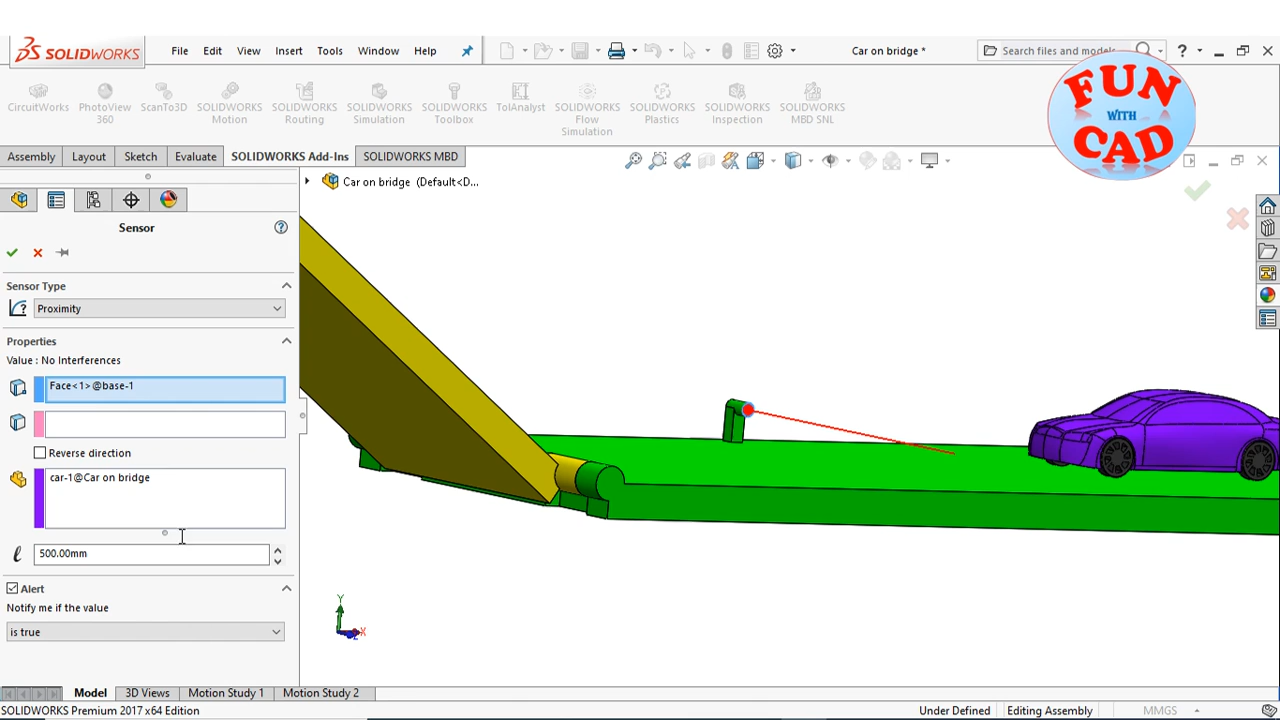 SOLIDWORKS
File Edit View Insert Tools Window Help
Car on bridge *
Search files and models
FUN
WITH
CAD
CircuitWorks
PhotoView
360
ScanTo3D
SOLIDWORKS
Motion
SOLIDWORKS
Routing
SOLIDWORKS
Simulation
SOLIDWORKS
Toolbox
TolAnalyst
SOLIDWORKS
Flow
Simulation
SOLIDWORKS
Plastics
SOLIDWORKS
Inspection
SOLIDWORKS
MBD SNL
Assembly Layout Sketch Evaluate SOLIDWORKS Add-Ins SOLIDWORKS MBD
Car on bridge (Default<D...
Sensor
Sensor Type
Proximity
Properties
Value : No Interferences
Face<1>@base-1
Reverse direction
car-1@Car on bridge
500.00mm
Alert
Notify me if the value
is true
Y
X
Z
Model 3D Views Motion Study 1 Motion Study 2
SOLIDWORKS Premium 2017 x64 Edition
Under Defined Editing Assembly MMGS